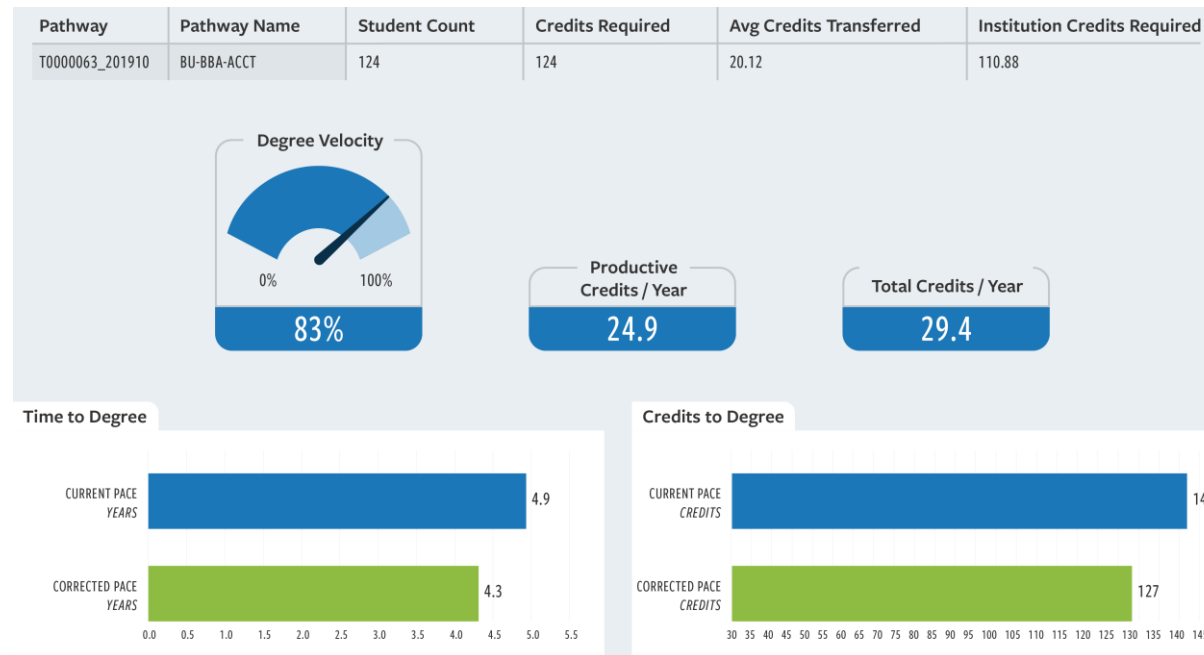 Pathway Pathway Name Student Count Credits Required Avg Credits Transferred Institution Credits Required
T0000063_201910 BU-BBA-ACCT 124 124 20.12 110.88
Degree Velocity
0% 100%
83%
Productive
Credits / Year
24.9
Total Credits / Year
29.4
Time to Degree
CURRENT PACE
YEARS
4.9
CORRECTED PACE
YEARS
4.3
0.0 0.5 1.0 1.5 2.0 2.5 3.0 3.5 4.0 4.5 5.0 5.5
Credits to Degree
CURRENT PACE
CREDITS
CORRECTED PACE
CREDITS
127
30 35 40 45 50 55 60 65 70 75 80 85 90 95 100 105 110 115 120 125 130 135 140